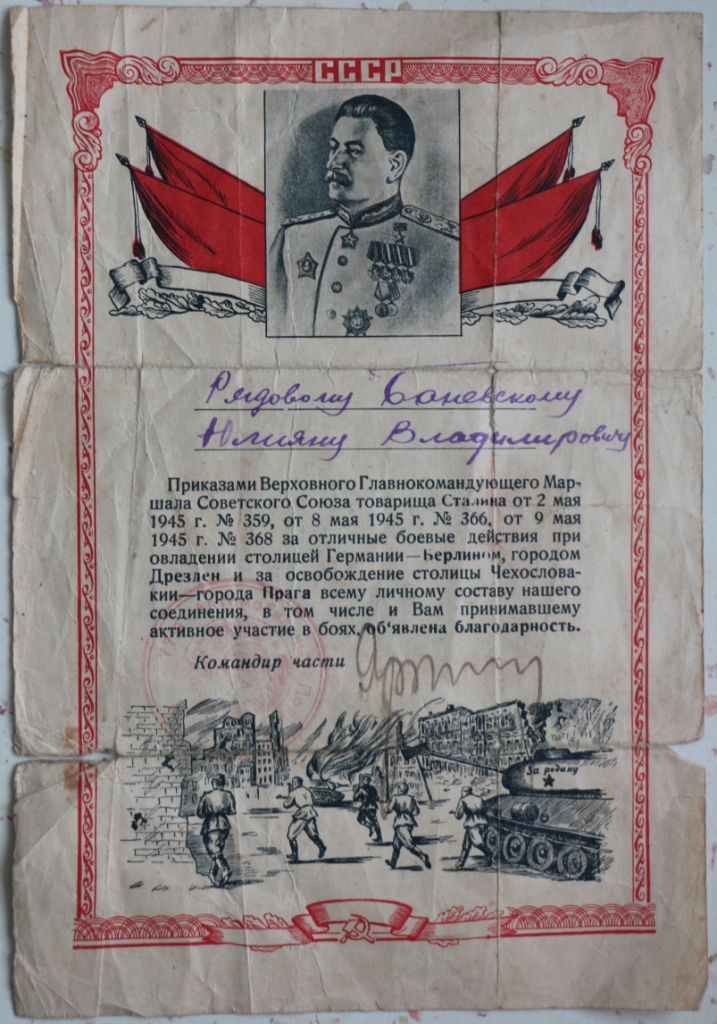 СССР
Рядовому Баневскому
Юлияну Владимировичу
Приказами Верховного Главнокомандующего Мар-
шала Советского Союза товарища Сталина от 2 мая
1945 г. № 359, от 8 мая 1945 г. № 366, от 9 мая
1945 г. № 368 за отличные боевые действия при
овладении столицей Германии—Берлином, городом
Дрезден и за освобождение столицы Чехослова-
кии—города Прага всему личному составу нашего
соединения, в том числе и Вам принимавшему
активное участие в боях, об‘явлена благодарность.
Командир части
За родину